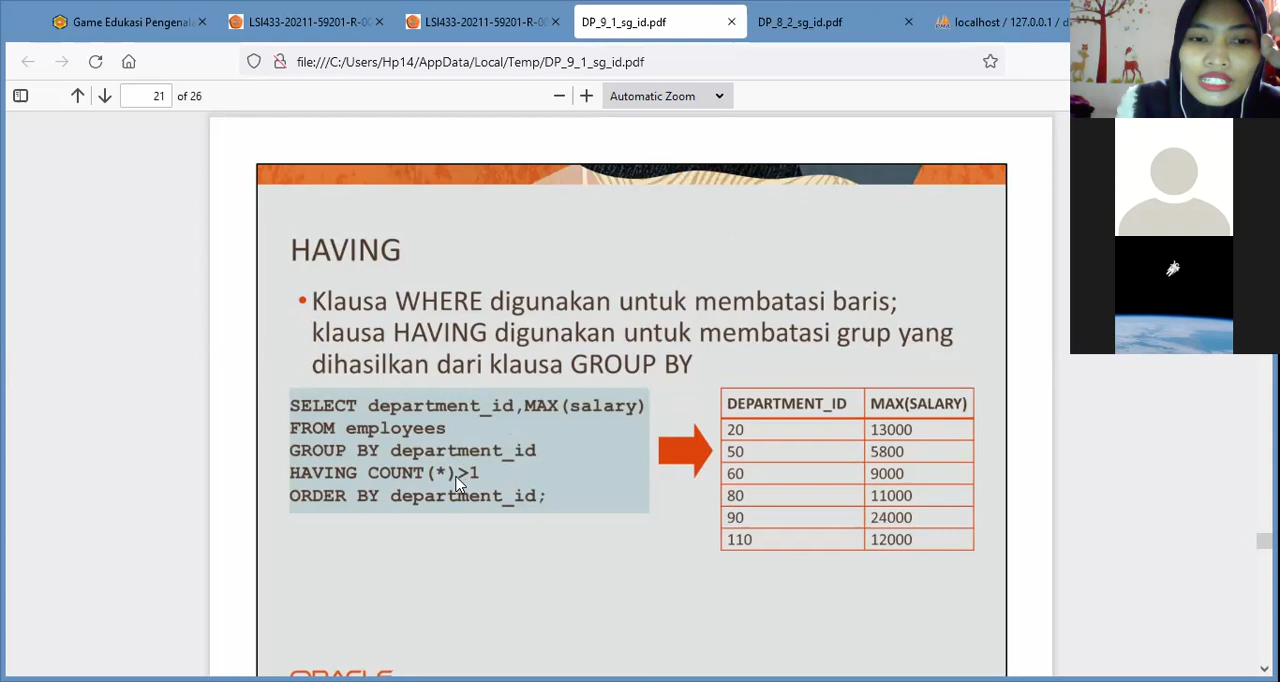 Game Edukasi Pengenal
LSI433-20211-59201-R-00
LSI433-20211-59201-R-00
DP_9_1_sg_id.pdf
DP_8_2_sg_id.pdf
localhost / 127.0.0.1 / d
file:///C:/Users/Hp14/AppData/Local/Temp/DP_9_1_sg_id.pdf
21 of 26
Automatic Zoom
HAVING
• Klausa WHERE digunakan untuk membatasi baris;
klausa HAVING digunakan untuk membatasi grup yang
dihasilkan dari klausa GROUP BY
SELECT department_id,MAX(salary)
FROM employees
GROUP BY department_id
HAVING COUNT(*)>1
ORDER BY department_id;
DEPARTMENT_ID MAX(SALARY)
20 13000
50 5800
60 9000
80 11000
90 24000
110 12000
ORACLE